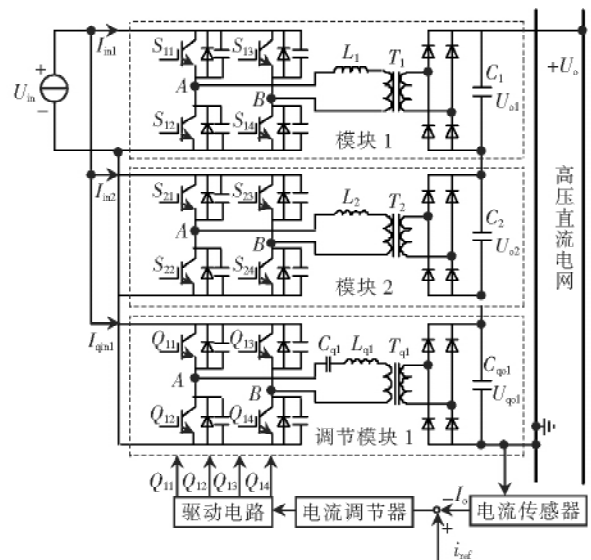 I_in1
S_11
S_13
L_1
T_1
C_1
+U_o
+
U_in
−
A
B
U_o1
S_12
S_14
模块 1
I_in2
S_21
S_23
L_2
T_2
C_2
A
B
U_o2
S_22
S_24
模块 2
高压直流电网
I_qin1
Q_11
Q_13
C_q1
L_q1
T_q1
C_qo1
A
B
U_qo1
Q_12
Q_14
调节模块 1
Q_11 Q_12 Q_13 Q_14
驱动电路
电流调节器
− I_o
电流传感器
+
i_ref